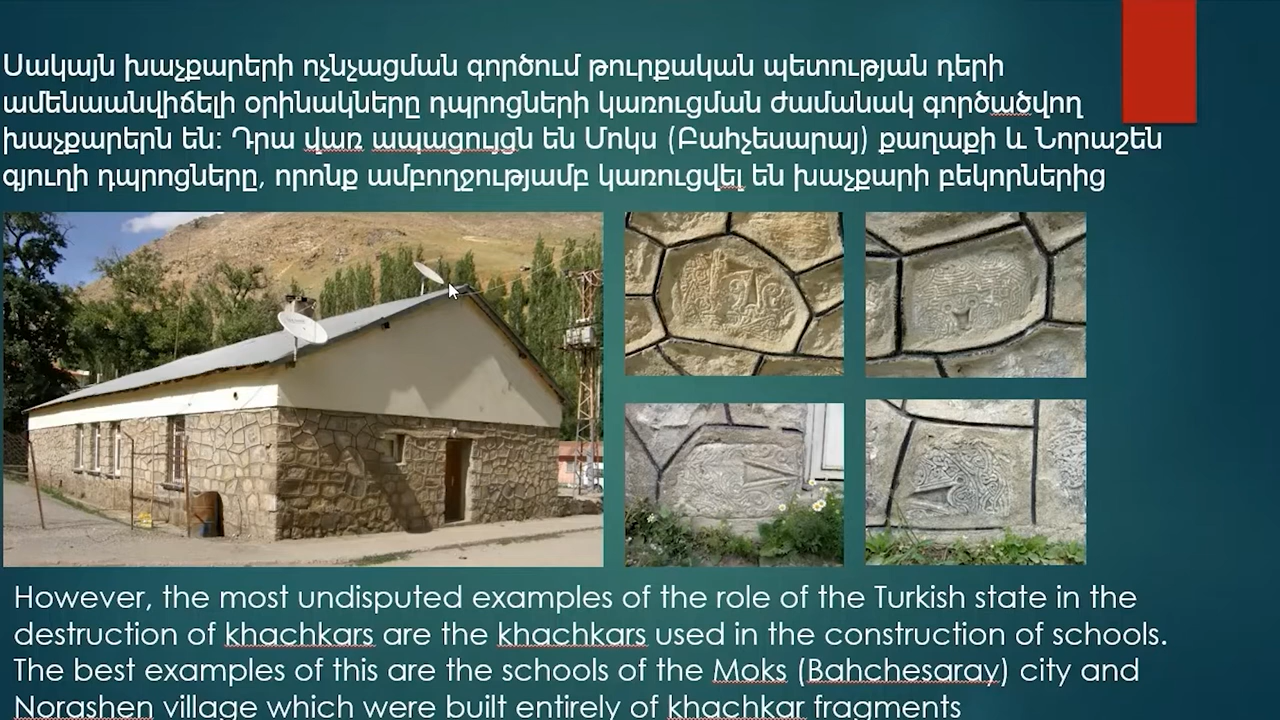 Սակայն խաչքարերի ոչնչացման գործում թուրքական պետության դերի
ամենաանվիճելի օրինակները դպրոցների կառուցման ժամանակ գործածվող
խաչքարերն են: Դրա վառ ապացույցն են Մոկս (Բահչեսարայ) քաղաքի և Նորաշեն
գյուղի դպրոցները, որոնք ամբողջությամբ կառուցվել են խաչքարի բեկորներից
However, the most undisputed examples of the role of the Turkish state in the
destruction of khachkars are the khachkars used in the construction of schools.
The best examples of this are the schools of the Moks (Bahchesaray) city and
Norashen village which were built entirely of khachkar fragments